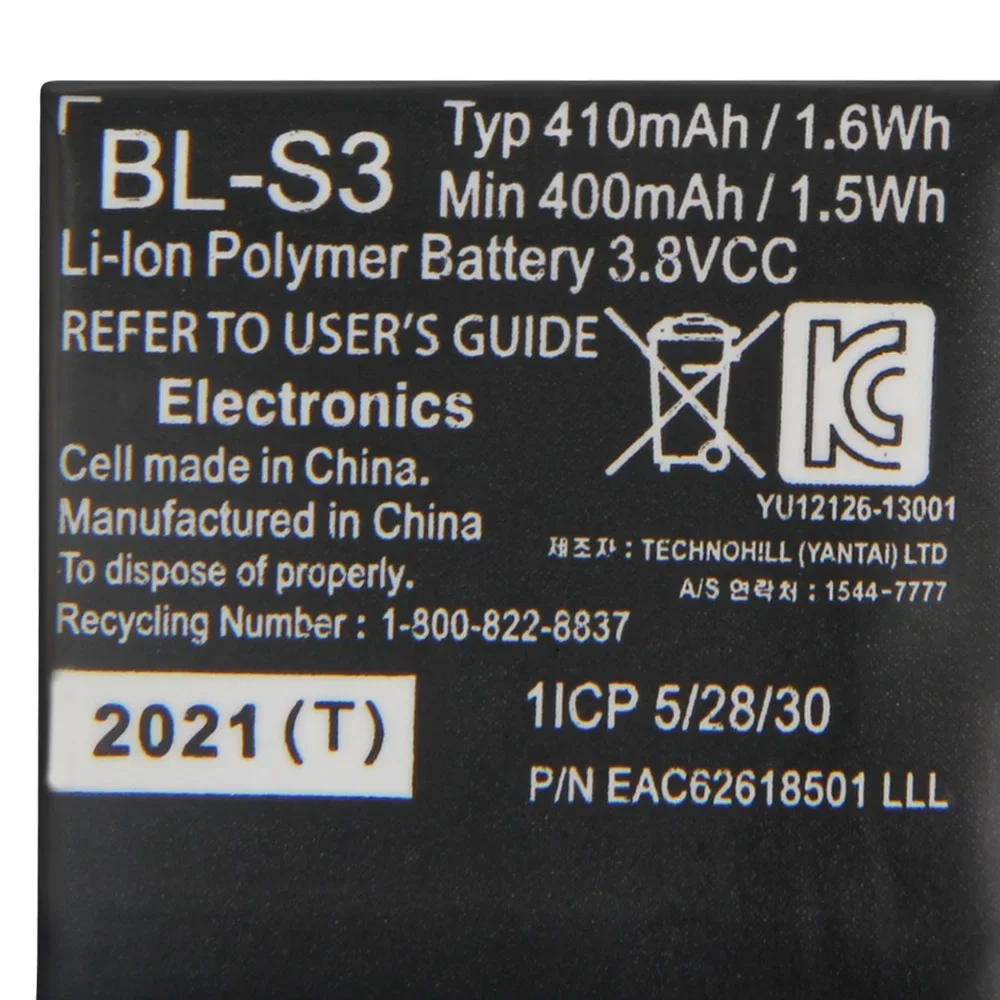 BL-S3
Typ 410mAh / 1.6Wh
Min 400mAh / 1.5Wh
Li-Ion Polymer Battery 3.8VCC
REFER TO USER'S GUIDE
Electronics
Cell made in China.
Manufactured in China
To dispose of properly.
Recycling Number : 1-800-822-8837
KC
YU12126-13001
제조자 : TECHNOHILL (YANTAI) LTD
A/S 연락처 : 1544-7777
2021 (T)
1ICP 5/28/30
P/N EAC62618501 LLL